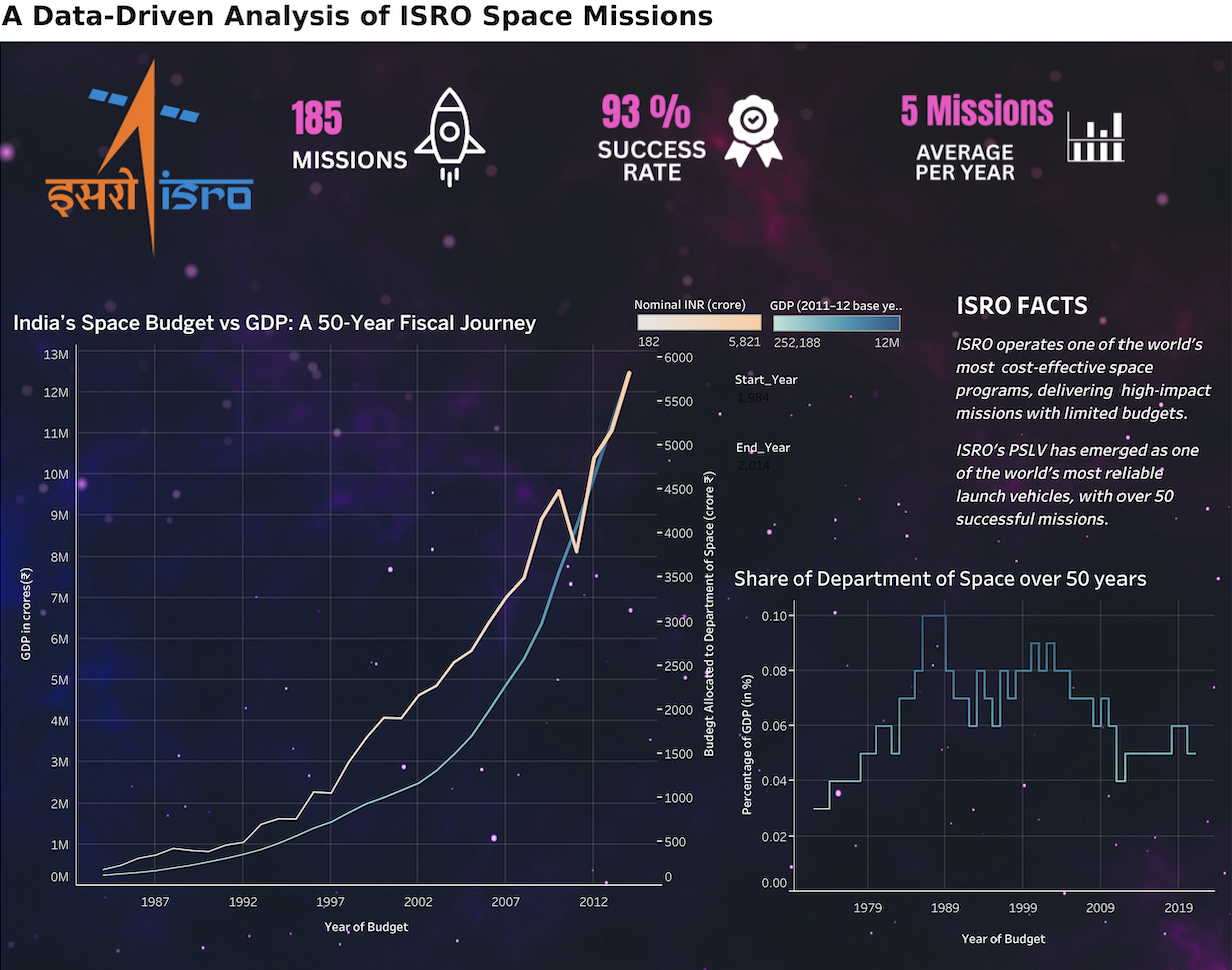 A Data-Driven Analysis of ISRO Space Missions
इसरो isro
185
MISSIONS
93 %
SUCCESS
RATE
5 Missions
AVERAGE
PER YEAR
India's Space Budget vs GDP: A 50-Year Fiscal Journey
Nominal INR (crore)
182 5,821
GDP (2011–12 base ye..
252,188 12M
Start_Year
1,984
End_Year
2,014
13M
12M
11M
10M
9M
8M
7M
6M
5M
4M
3M
2M
1M
0M
GDP in crores(₹)
6000
5500
5000
4500
4000
3500
3000
2500
2000
1500
1000
500
0
Budegt Allocated to Department of Space (crore ₹)
1987 1992 1997 2002 2007 2012
Year of Budget
ISRO FACTS
ISRO operates one of the world's
most cost-effective space
programs, delivering high-impact
missions with limited budgets.
ISRO's PSLV has emerged as one
of the world's most reliable
launch vehicles, with over 50
successful missions.
Share of Department of Space over 50 years
0.10
0.08
0.06
0.04
0.02
0.00
Percentage of GDP (in %)
1979 1989 1999 2009 2019
Year of Budget